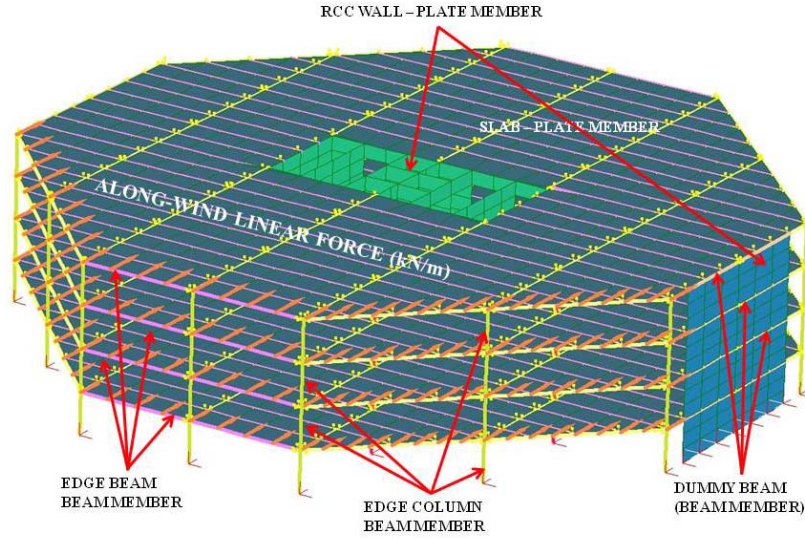 RCC WALL – PLATE MEMBER
SLAB – PLATE MEMBER
ALONG-WIND LINEAR FORCE (kN/m)
EDGE BEAM
BEAM MEMBER
EDGE COLUMN
BEAM MEMBER
DUMMY BEAM
(BEAM MEMBER)